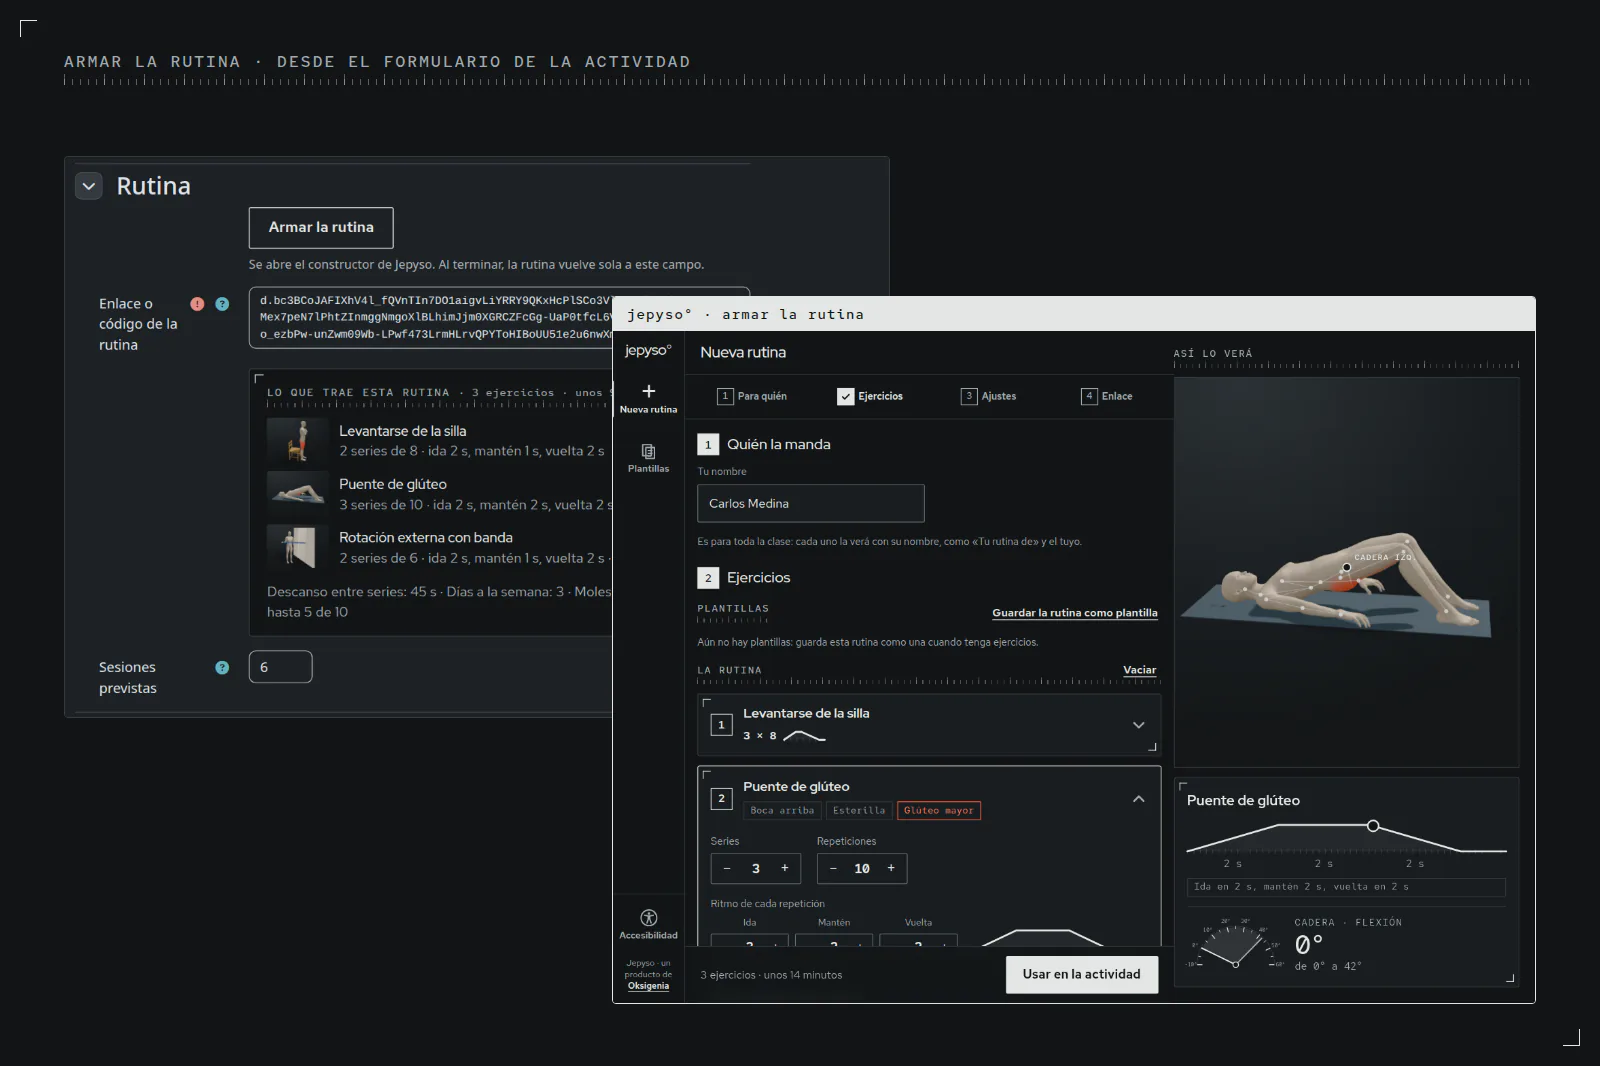 ARMAR LA RUTINA · DESDE EL FORMULARIO DE LA ACTIVIDAD
Rutina
Armar la rutina
Se abre el constructor de Jepyso. Al terminar, la rutina vuelve sola a este campo.
Enlace o
código de la
rutina
LO QUE TRAE ESTA RUTINA · 3 ejercicios · unos
Levantarse de la silla
2 series de 8 · ida 2 s, mantén 1 s, vuelta 2 s
Puente de glúteo
3 series de 10 · ida 2 s, mantén 2 s, vuelta 2 s
Rotación externa con banda
2 series de 6 · ida 2 s, mantén 1 s, vuelta 2 s ·
Descanso entre series: 45 s · Días a la semana: 3 · Moles
hasta 5 de 10
Sesiones
previstas
6
jepyso° · armar la rutina
jepyso°
Nueva rutina
Plantillas
Accesibilidad
Jepyso · un
producto de
Oksigenia
Nueva rutina
1 Para quién
Ejercicios
3 Ajustes
4 Enlace
1 Quién la manda
Tu nombre
Carlos Medina
Es para toda la clase: cada uno la verá con su nombre, como «Tu rutina de» y el tuyo.
2 Ejercicios
PLANTILLAS
Guardar la rutina como plantilla
Aún no hay plantillas: guarda esta rutina como una cuando tenga ejercicios.
LA RUTINA
Vaciar
1
Levantarse de la silla
3 × 8
2
Puente de glúteo
Boca arriba
Esterilla
Glúteo mayor
Series
Repeticiones
− 3 +
− 10 +
Ritmo de cada repetición
Ida
Mantén
Vuelta
3 ejercicios · unos 14 minutos
Usar en la actividad
ASÍ LO VERÁ
CADERA IZQ.
Puente de glúteo
2 s
2 s
2 s
Ida en 2 s, mantén 2 s, vuelta en 2 s
CADERA · FLEXIÓN
0°
de 0° a 42°